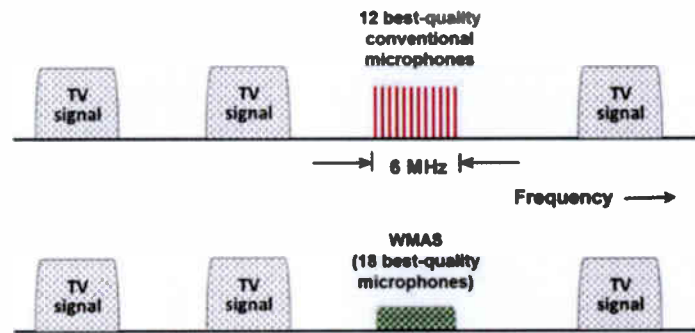 12 best-quality
conventional
microphones
TV
signal
TV
signal
TV
signal
6 MHz
Frequency
WMAS
(18 best-quality
microphones)
TV
signal
TV
signal
TV
signal